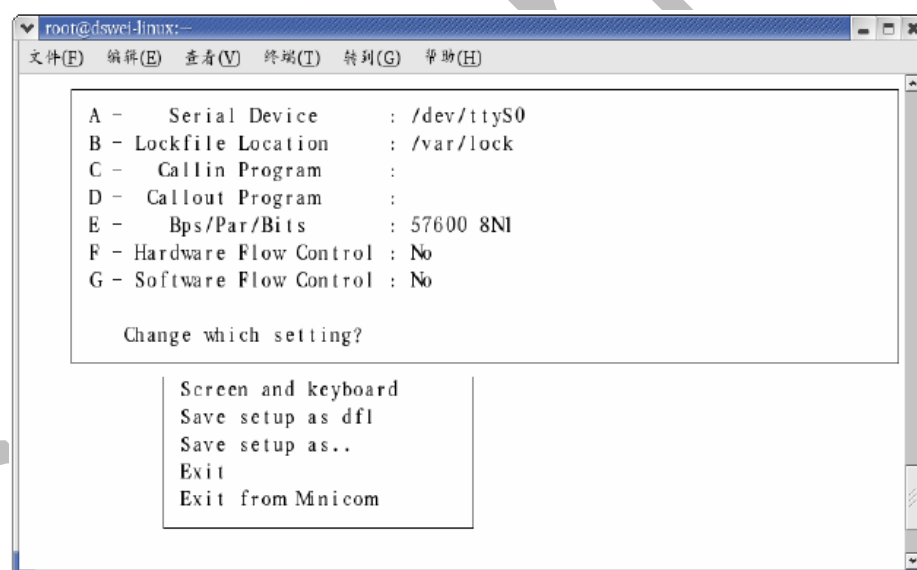 root@dswei-linux:~
文件(F) 编辑(E) 查看(V) 终端(T) 转到(G) 帮助(H)
A - Serial Device : /dev/ttyS0
B - Lockfile Location : /var/lock
C - Callin Program :
D - Callout Program :
E - Bps/Par/Bits : 57600 8N1
F - Hardware Flow Control : No
G - Software Flow Control : No
Change which setting?
Screen and keyboard
Save setup as dfl
Save setup as..
Exit
Exit from Minicom